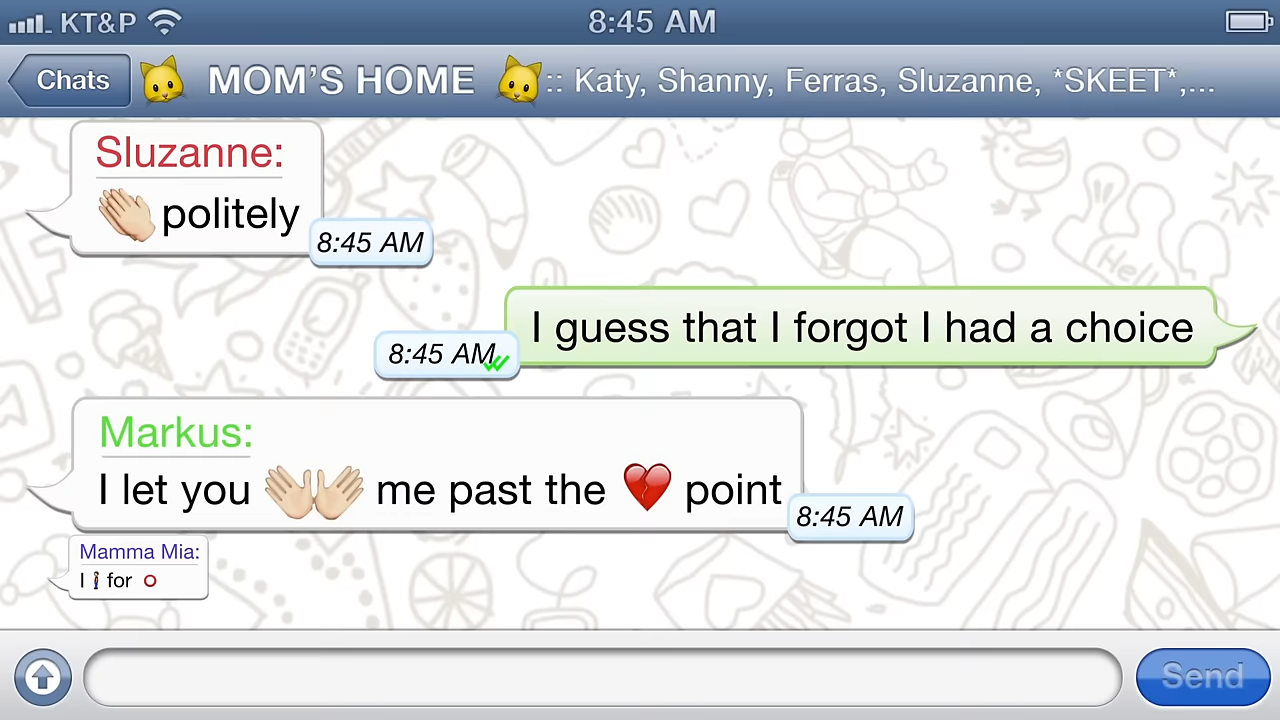 KT&P 8:45 AM
Chats 🐱 MOM’S HOME 🐱:: Katy, Shanny, Ferras, Sluzanne, *SKEET*,...
Sluzanne:
👏 politely
8:45 AM
I guess that I forgot I had a choice
8:45 AM
Markus:
I let you 👐 me past the 💔 point
8:45 AM
Mamma Mia:
I 🧍 for ⭕
Hello
Send